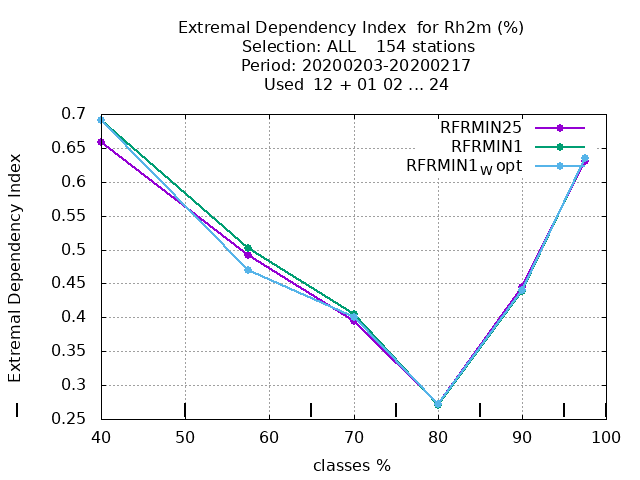 Extremal Dependency Index for Rh2m (%)
Selection: ALL 154 stations
Period: 20200203-20200217
Used 12 + 01 02 ... 24
Extremal Dependency Index
0.7
0.65
0.6
0.55
0.5
0.45
0.4
0.35
0.3
0.25
RFRMIN25
RFRMIN1
RFRMIN1W opt
40 50 60 70 80 90 100
classes %